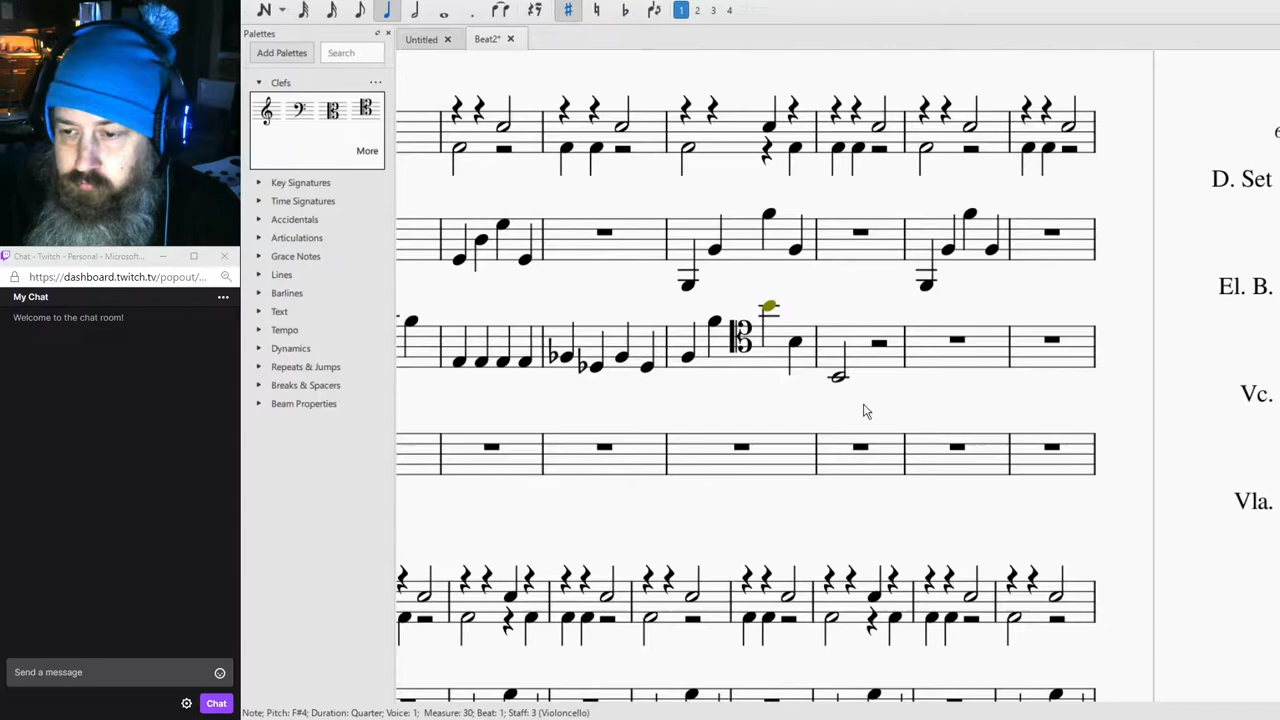 1 2 3 4
Palettes
Untitled
Beat2*
Add Palettes
Search
Clefs
More
Key Signatures
Time Signatures
Accidentals
Articulations
Grace Notes
Lines
Barlines
Text
Tempo
Dynamics
Repeats & Jumps
Breaks & Spacers
Beam Properties
D. Set
El. B.
Vc.
Vla.
Chat - Twitch - Personal - Microsoft...
https://dashboard.twitch.tv/popout/...
My Chat
Welcome to the chat room!
Send a message
Chat
Note; Pitch: F#4; Duration: Quarter; Voice: 1; Measure: 30; Beat: 1; Staff: 3 (Violoncello)